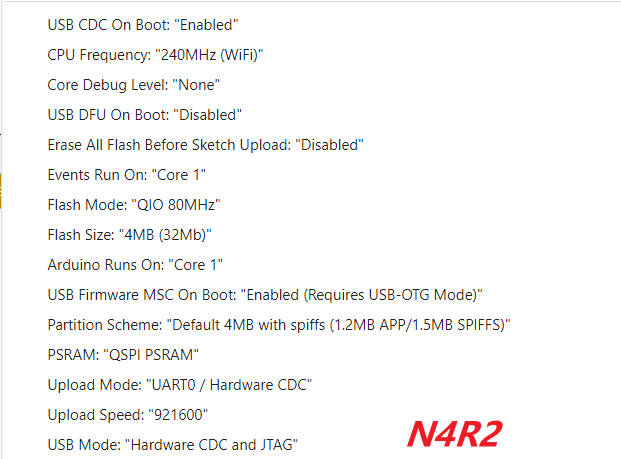 USB CDC On Boot: "Enabled"
CPU Frequency: "240MHz (WiFi)"
Core Debug Level: "None"
USB DFU On Boot: "Disabled"
Erase All Flash Before Sketch Upload: "Disabled"
Events Run On: "Core 1"
Flash Mode: "QIO 80MHz"
Flash Size: "4MB (32Mb)"
Arduino Runs On: "Core 1"
USB Firmware MSC On Boot: "Enabled (Requires USB-OTG Mode)"
Partition Scheme: "Default 4MB with spiffs (1.2MB APP/1.5MB SPIFFS)"
PSRAM: "QSPI PSRAM"
Upload Mode: "UART0 / Hardware CDC"
Upload Speed: "921600"
USB Mode: "Hardware CDC and JTAG"
N4R2